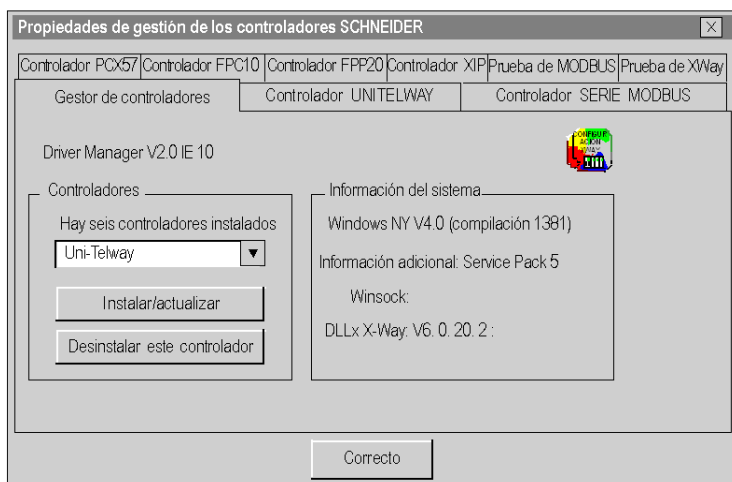 Propiedades de gestión de los controladores SCHNEIDER
Controlador PCX57 Controlador FPC10 Controlador FPP20 Controlador XIP Prueba de MODBUS Prueba de XWay
Gestor de controladores Controlador UNITELWAY Controlador SERIE MODBUS
Driver Manager V2.0 IE 10
CONFIGUR
ACION
XWAY
Controladores
Hay seis controladores instalados
Uni-Telway
Instalar/actualizar
Desinstalar este controlador
Información del sistema
Windows NY V4.0 (compilación 1381)
Información adicional: Service Pack 5
Winsock:
DLLx X-Way: V6. 0. 20. 2 :
Correcto